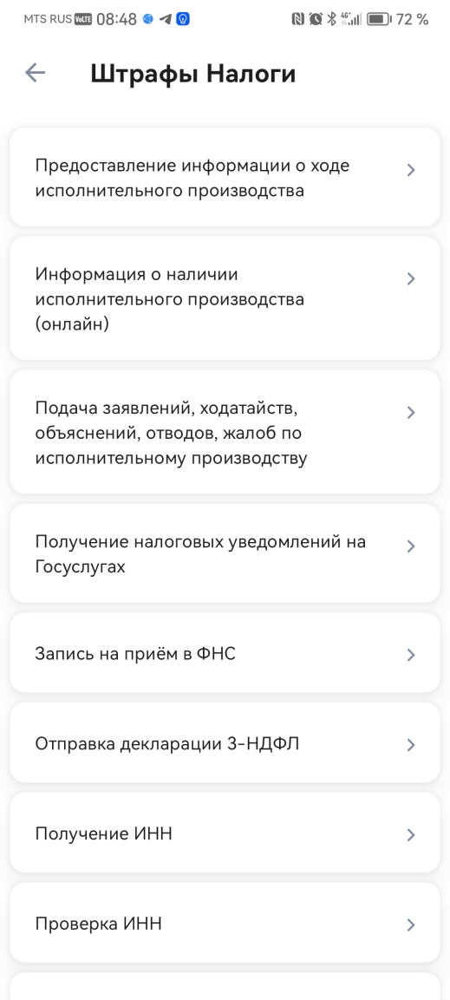 MTS RUS VoLTE 08:48 4G+ 72 %
Штрафы Налоги
Предоставление информации о ходе
исполнительного производства
Информация о наличии
исполнительного производства
(онлайн)
Подача заявлений, ходатайств,
объяснений, отводов, жалоб по
исполнительному производству
Получение налоговых уведомлений на
Госуслугах
Запись на приём в ФНС
Отправка декларации 3-НДФЛ
Получение ИНН
Проверка ИНН